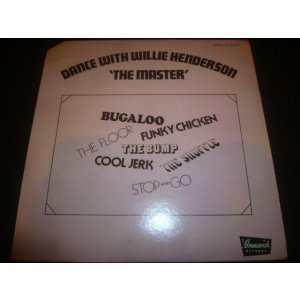 DANCE WITH WILLIE HENDERSON
'THE MASTER'
BUGALOO
THE FLOOR
FUNKY CHICKEN
THE BUMP
COOL JERK
THE SHUFFLE
STOP AND GO
Brunswick
RECORDS